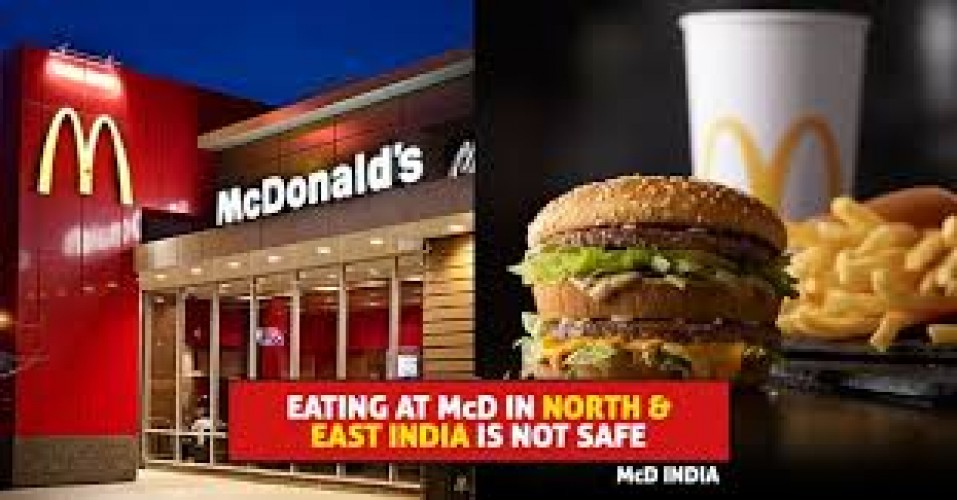 McDonald's
EATING AT McD IN NORTH &
EAST INDIA IS NOT SAFE
McD INDIA